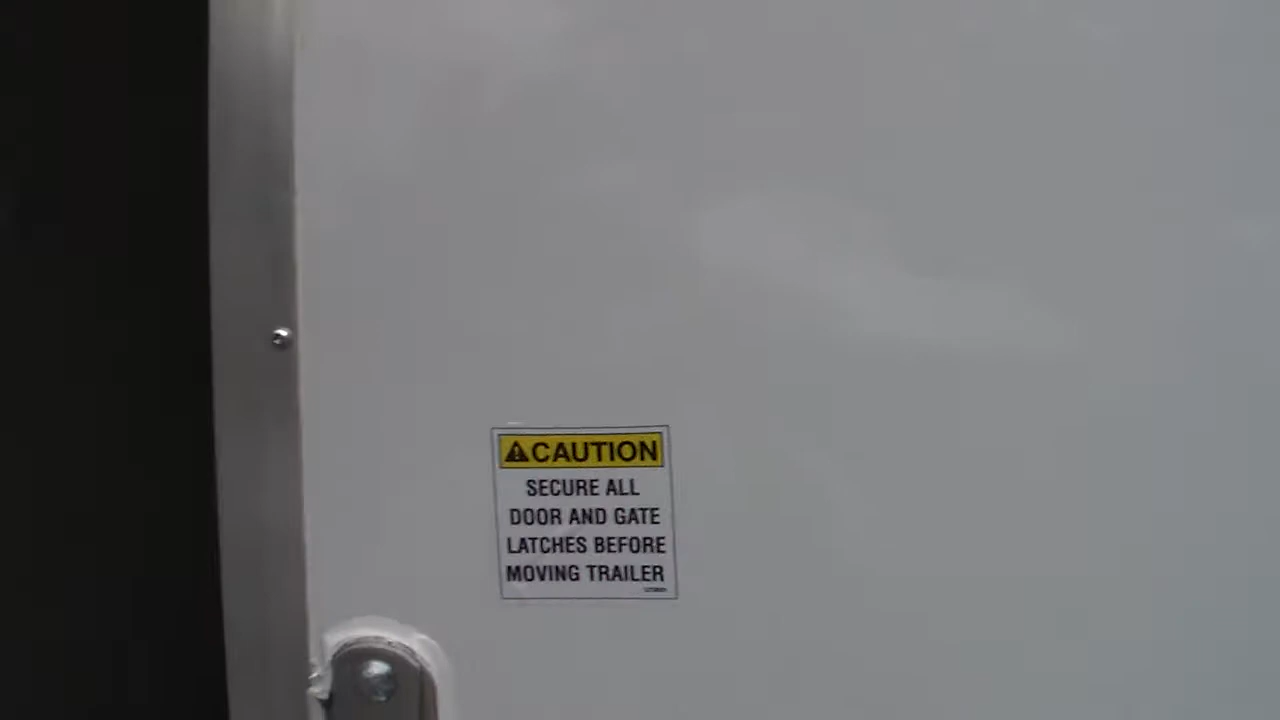 CAUTION
SECURE ALL
DOOR AND GATE
LATCHES BEFORE
MOVING TRAILER